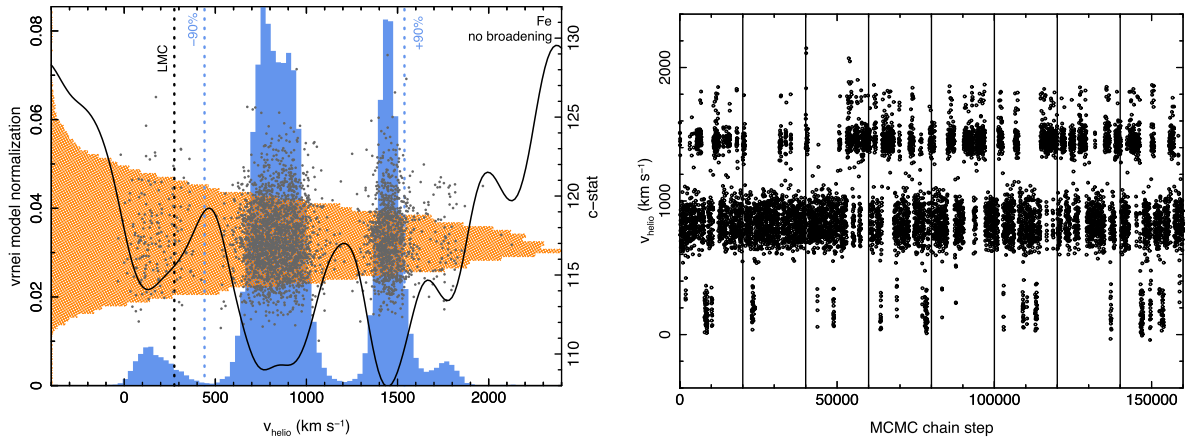 Fe
no broadening
LMC
−90%
+90%
0.08
0.06
0.04
0.02
0
vrnei model normalization
130
125
120
115
110
c−stat
0 500 1000 1500 2000
v_helio (km s⁻¹)
2000
1000
0
v_helio (km s⁻¹)
0 50000 100000 150000
MCMC chain step